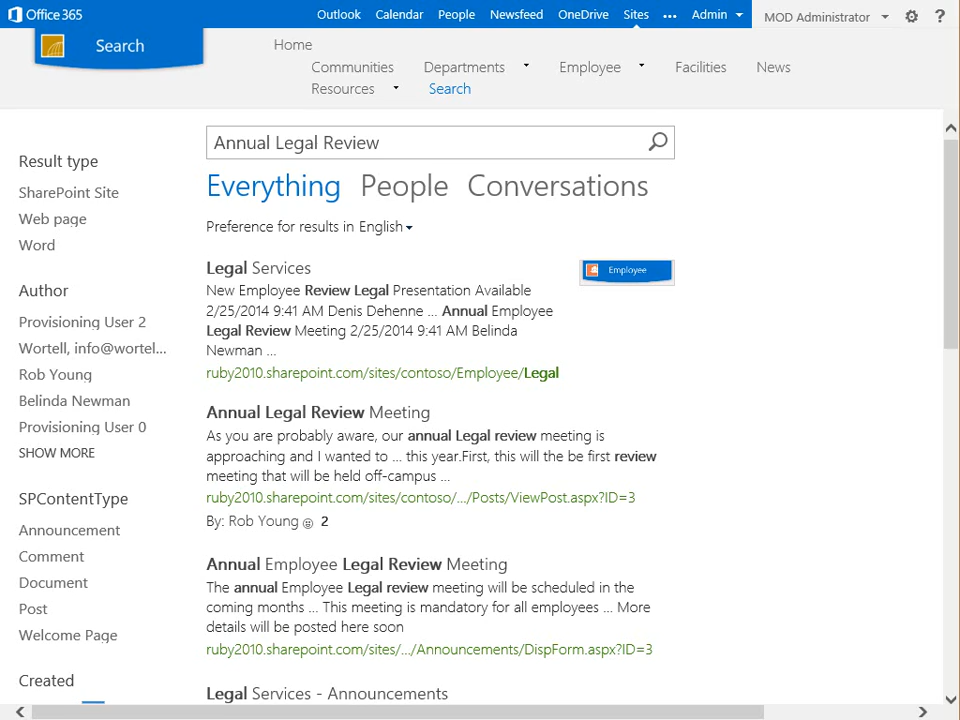 Office 365
Outlook Calendar People Newsfeed OneDrive Sites ... Admin MOD Administrator ?
Search
Home
Communities Departments Employee Facilities News
Resources Search
Annual Legal Review
Everything People Conversations
Preference for results in English
Result type
SharePoint Site
Web page
Word
Author
Provisioning User 2
Wortell, info@wortel...
Rob Young
Belinda Newman
Provisioning User 0
SHOW MORE
SPContentType
Announcement
Comment
Document
Post
Welcome Page
Created
Legal Services
New Employee Review Legal Presentation Available
2/25/2014 9:41 AM Denis Dehenne ... Annual Employee
Legal Review Meeting 2/25/2014 9:41 AM Belinda
Newman ...
ruby2010.sharepoint.com/sites/contoso/Employee/Legal
Employee
Annual Legal Review Meeting
As you are probably aware, our annual Legal review meeting is
approaching and I wanted to ... this year.First, this will the be first review
meeting that will be held off-campus ...
ruby2010.sharepoint.com/sites/contoso/.../Posts/ViewPost.aspx?ID=3
By: Rob Young @ 2
Annual Employee Legal Review Meeting
The annual Employee Legal review meeting will be scheduled in the
coming months ... This meeting is mandatory for all employees ... More
details will be posted here soon
ruby2010.sharepoint.com/sites/.../Announcements/DispForm.aspx?ID=3
Legal Services - Announcements